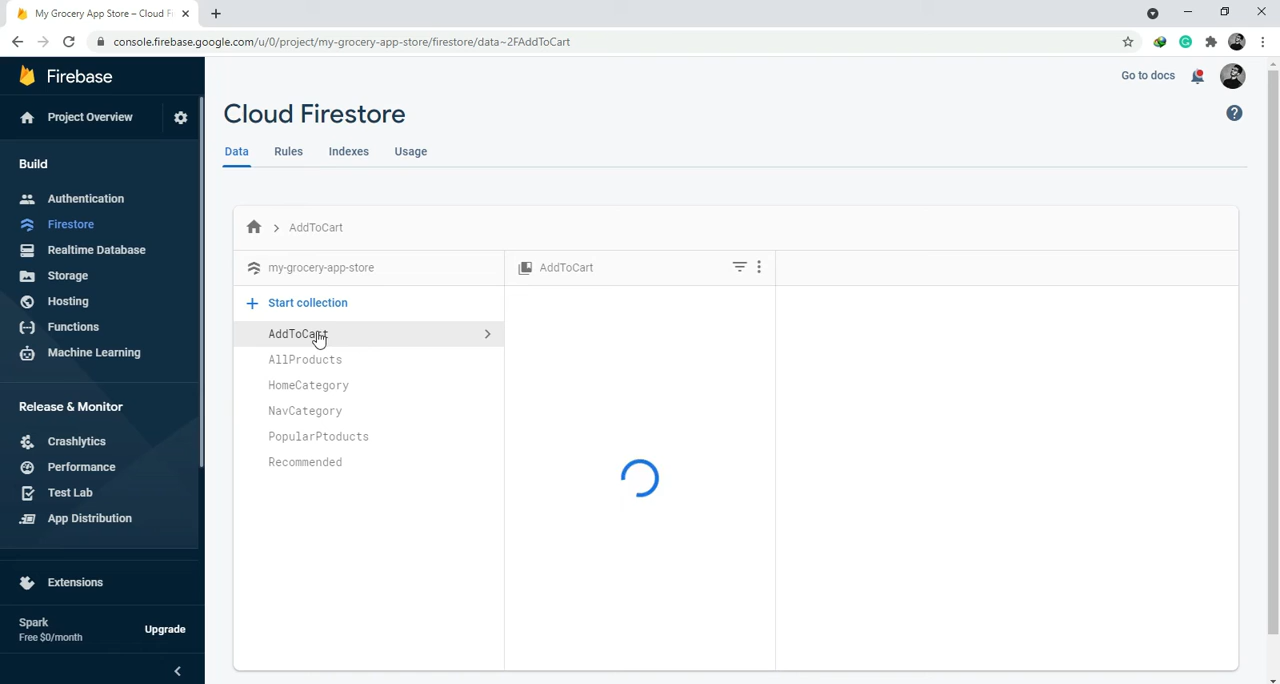 My Grocery App Store – Cloud Fi
console.firebase.google.com/u/0/project/my-grocery-app-store/firestore/data~2FAddToCart
Firebase
Project Overview
Build
Authentication
Firestore
Realtime Database
Storage
Hosting
Functions
Machine Learning
Release & Monitor
Crashlytics
Performance
Test Lab
App Distribution
Extensions
Spark
Free $0/month
Upgrade
Go to docs
Cloud Firestore
Data Rules Indexes Usage
AddToCart
my-grocery-app-store
Start collection
AddToCart
AllProducts
HomeCategory
NavCategory
PopularPtoducts
Recommended
AddToCart